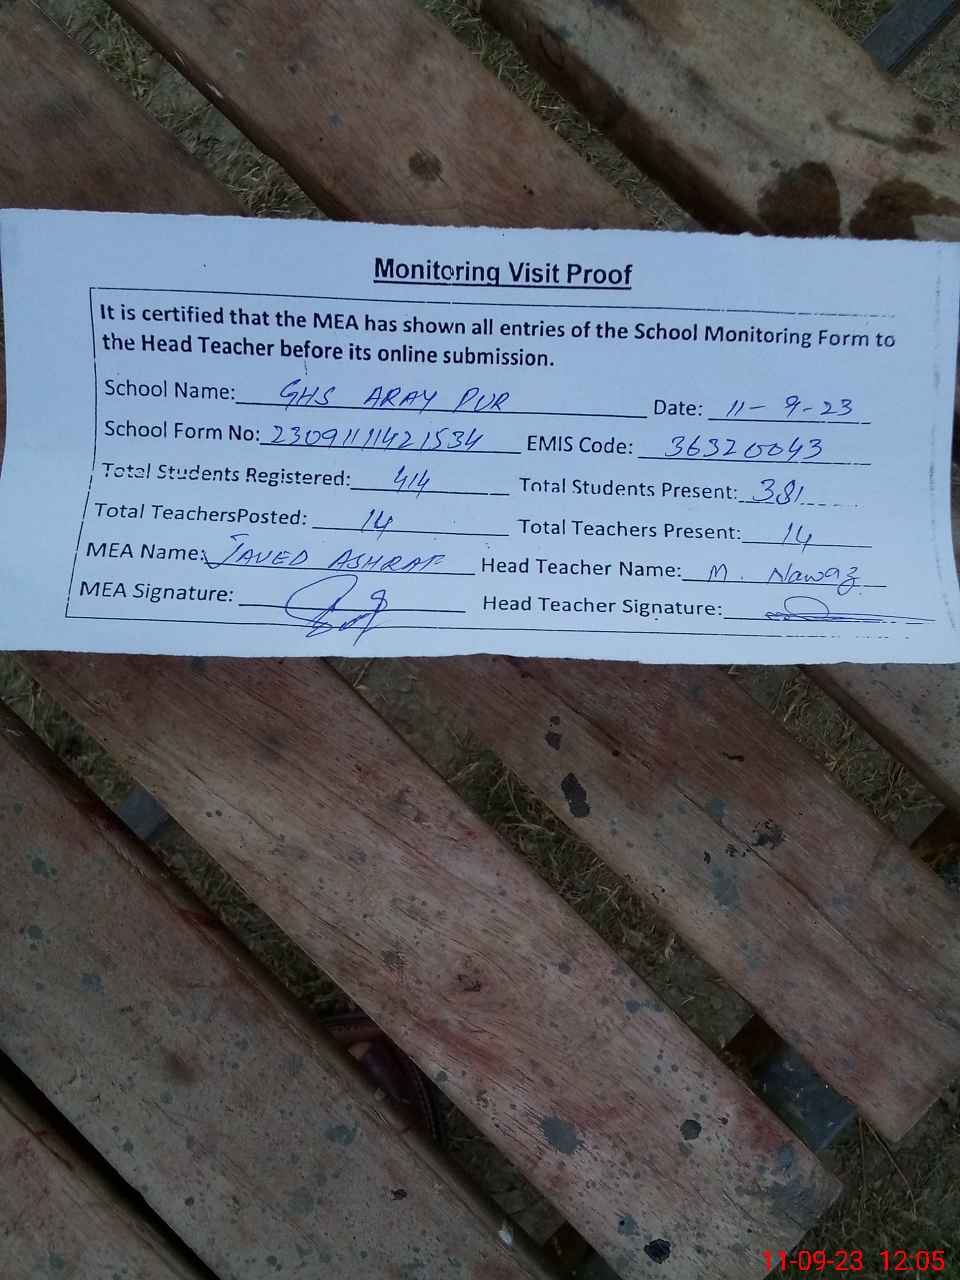 Monitoring Visit Proof
It is certified that the MEA has shown all entries of the School Monitoring Form to
the Head Teacher before its online submission.
School Name: GHS ARAY PUR Date: 11-9-23
School Form No: 23091111421534 EMIS Code: 36320043
Total Students Registered: 414 Total Students Present: 381
Total TeachersPosted: 14 Total Teachers Present: 14
MEA Name: JAVED ASHRAF Head Teacher Name: M. Nawaz
MEA Signature: Head Teacher Signature:
11-09-23 12:05